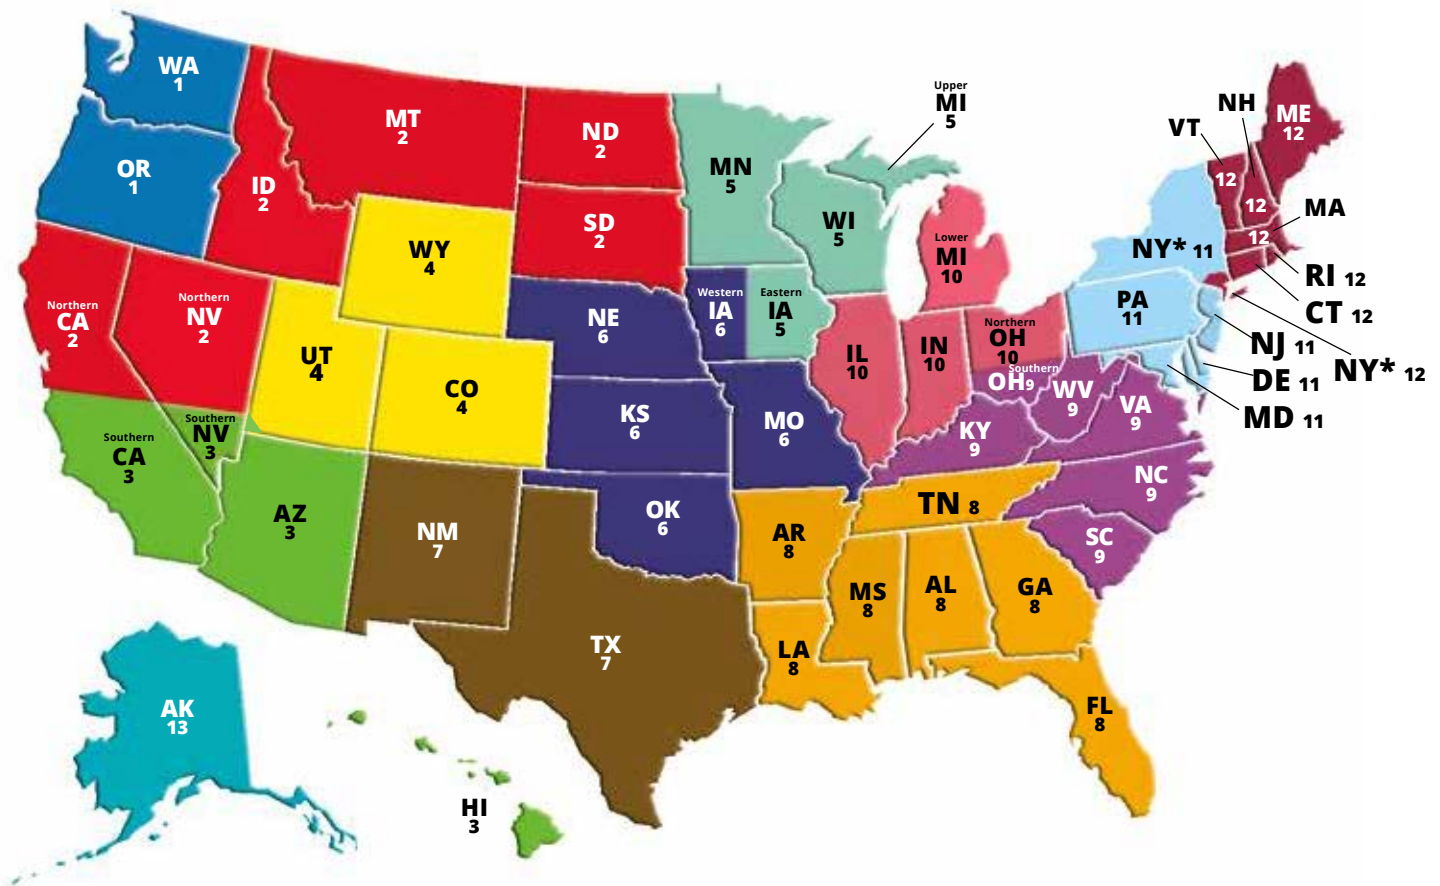 WA
1
OR
1
ID
2
MT
2
ND
2
SD
2
WY
4
Northern
CA
2
Northern
NV
2
Southern
CA
3
Southern
NV
3
UT
4
CO
4
AZ
3
NM
7
NE
6
KS
6
OK
6
TX
7
MN
5
Western
IA
6
Eastern
IA
5
MO
6
AR
8
LA
8
WI
5
Upper
MI
5
Lower
MI
10
IL
10
IN
10
Northern
OH
10
Southern
OH9
KY
9
WV
9
VA
9
TN 8
NC
9
SC
9
MS
8
AL
8
GA
8
FL
8
NY* 11
PA
11
VT
12
NH
12
ME
12
MA
12
RI 12
CT 12
NJ 11
NY* 12
DE 11
MD 11
AK
13
HI
3